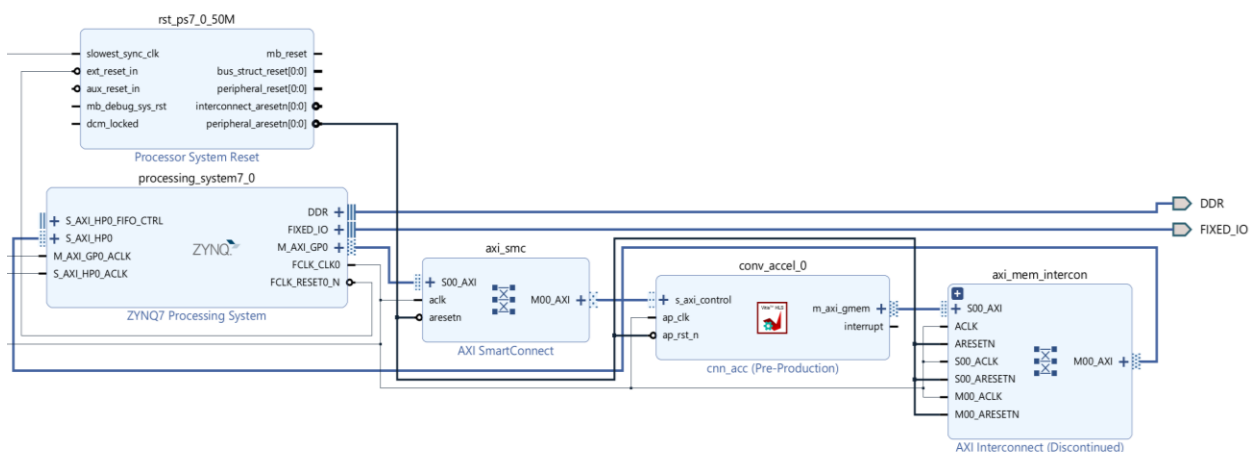 rst_ps7_0_50M
slowest_sync_clk
ext_reset_in
aux_reset_in
mb_debug_sys_rst
dcm_locked
mb_reset
bus_struct_reset[0:0]
peripheral_reset[0:0]
interconnect_aresetn[0:0]
peripheral_aresetn[0:0]
Processor System Reset
processing_system7_0
S_AXI_HP0_FIFO_CTRL
S_AXI_HP0
M_AXI_GP0_ACLK
S_AXI_HP0_ACLK
ZYNQ
DDR
FIXED_IO
M_AXI_GP0
FCLK_CLK0
FCLK_RESET0_N
ZYNQ7 Processing System
DDR
FIXED_IO
axi_smc
S00_AXI
aclk
aresetn
M00_AXI
AXI SmartConnect
conv_accel_0
s_axi_control
ap_clk
ap_rst_n
m_axi_gmem
interrupt
cnn_acc (Pre-Production)
axi_mem_intercon
S00_AXI
ACLK
ARESETN
S00_ACLK
S00_ARESETN
M00_ACLK
M00_ARESETN
M00_AXI
AXI Interconnect (Discontinued)